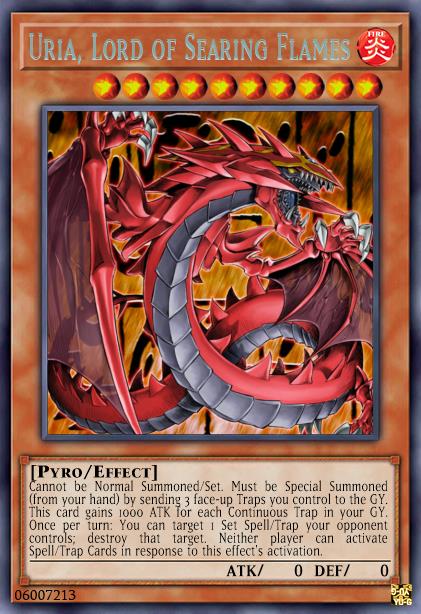 Uria, Lord of Searing Flames
FIRE
炎
[Pyro/Effect]
Cannot be Normal Summoned/Set. Must be Special Summoned
(from your hand) by sending 3 face-up Traps you control to the GY.
This card gains 1000 ATK for each Continuous Trap in your GY.
Once per turn: You can target 1 Set Spell/Trap your opponent
controls; destroy that target. Neither player can activate
Spell/Trap Cards in response to this effect's activation.
ATK/ 0 DEF/ 0
06007213